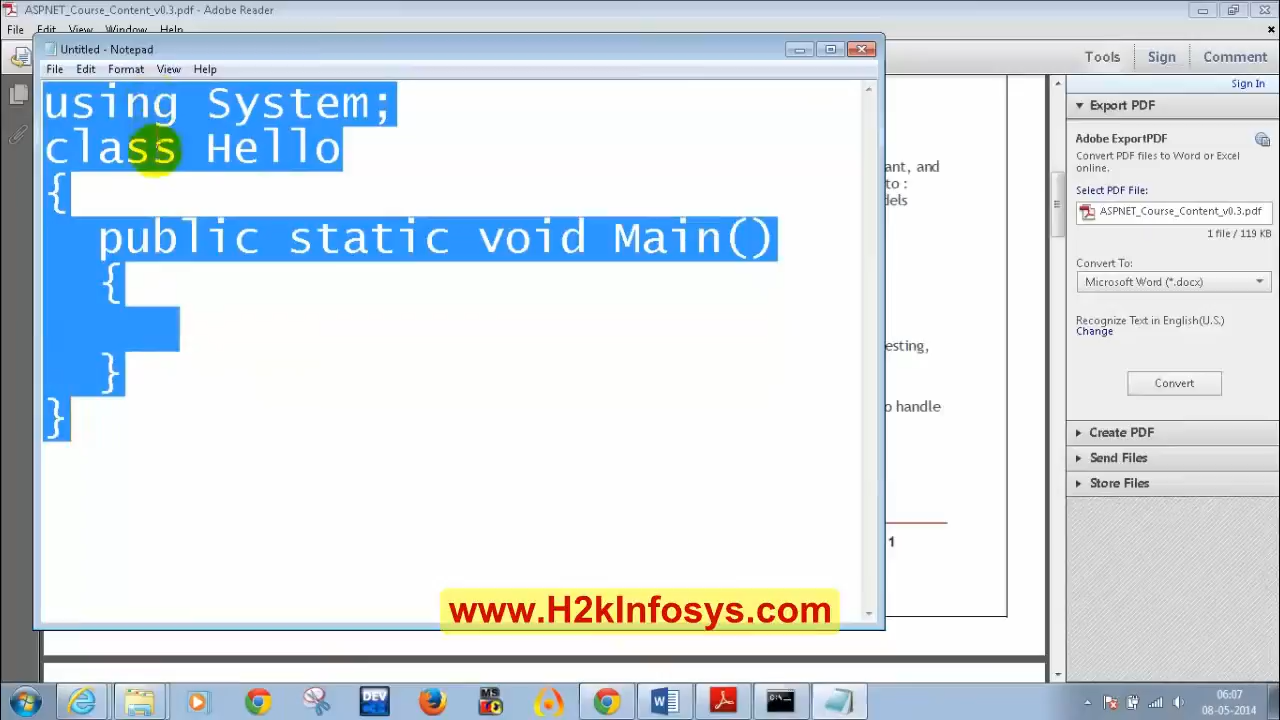 ASPNET_Course_Content_v0.3.pdf - Adobe Reader
File Edit View Window Help
Untitled - Notepad
File Edit Format View Help
using System;
class Hello
{
public static void Main()
{
}
}
ant, and
to :
dels
esting,
o handle
1
Tools Sign Comment
Sign In
Export PDF
Adobe ExportPDF
Convert PDF files to Word or Excel
online.
Select PDF File:
ASPNET_Course_Content_v0.3.pdf
1 file / 119 KB
Convert To:
Microsoft Word (*.docx)
Recognize Text in English(U.S.)
Change
Convert
Create PDF
Send Files
Store Files
www.H2kInfosys.com
DEV
MS
06:07
08-05-2014